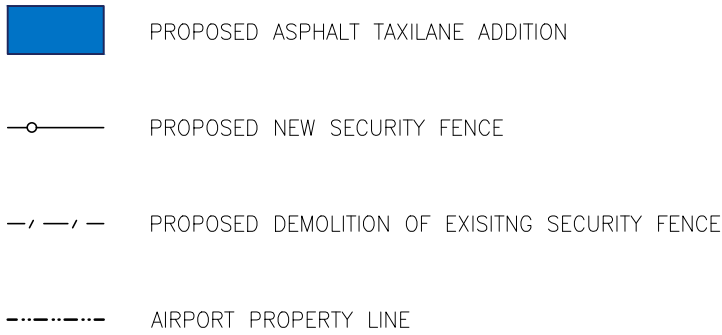 PROPOSED ASPHALT TAXILANE ADDITION
PROPOSED NEW SECURITY FENCE
PROPOSED DEMOLITION OF EXISITNG SECURITY FENCE
AIRPORT PROPERTY LINE